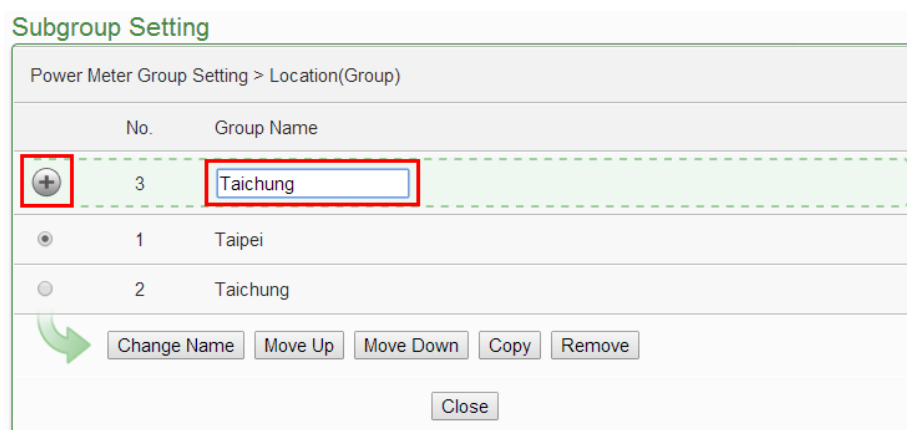 Subgroup Setting
Power Meter Group Setting > Location(Group)
No. Group Name
3 Taichung
1 Taipei
2 Taichung
Change Name Move Up Move Down Copy Remove
Close